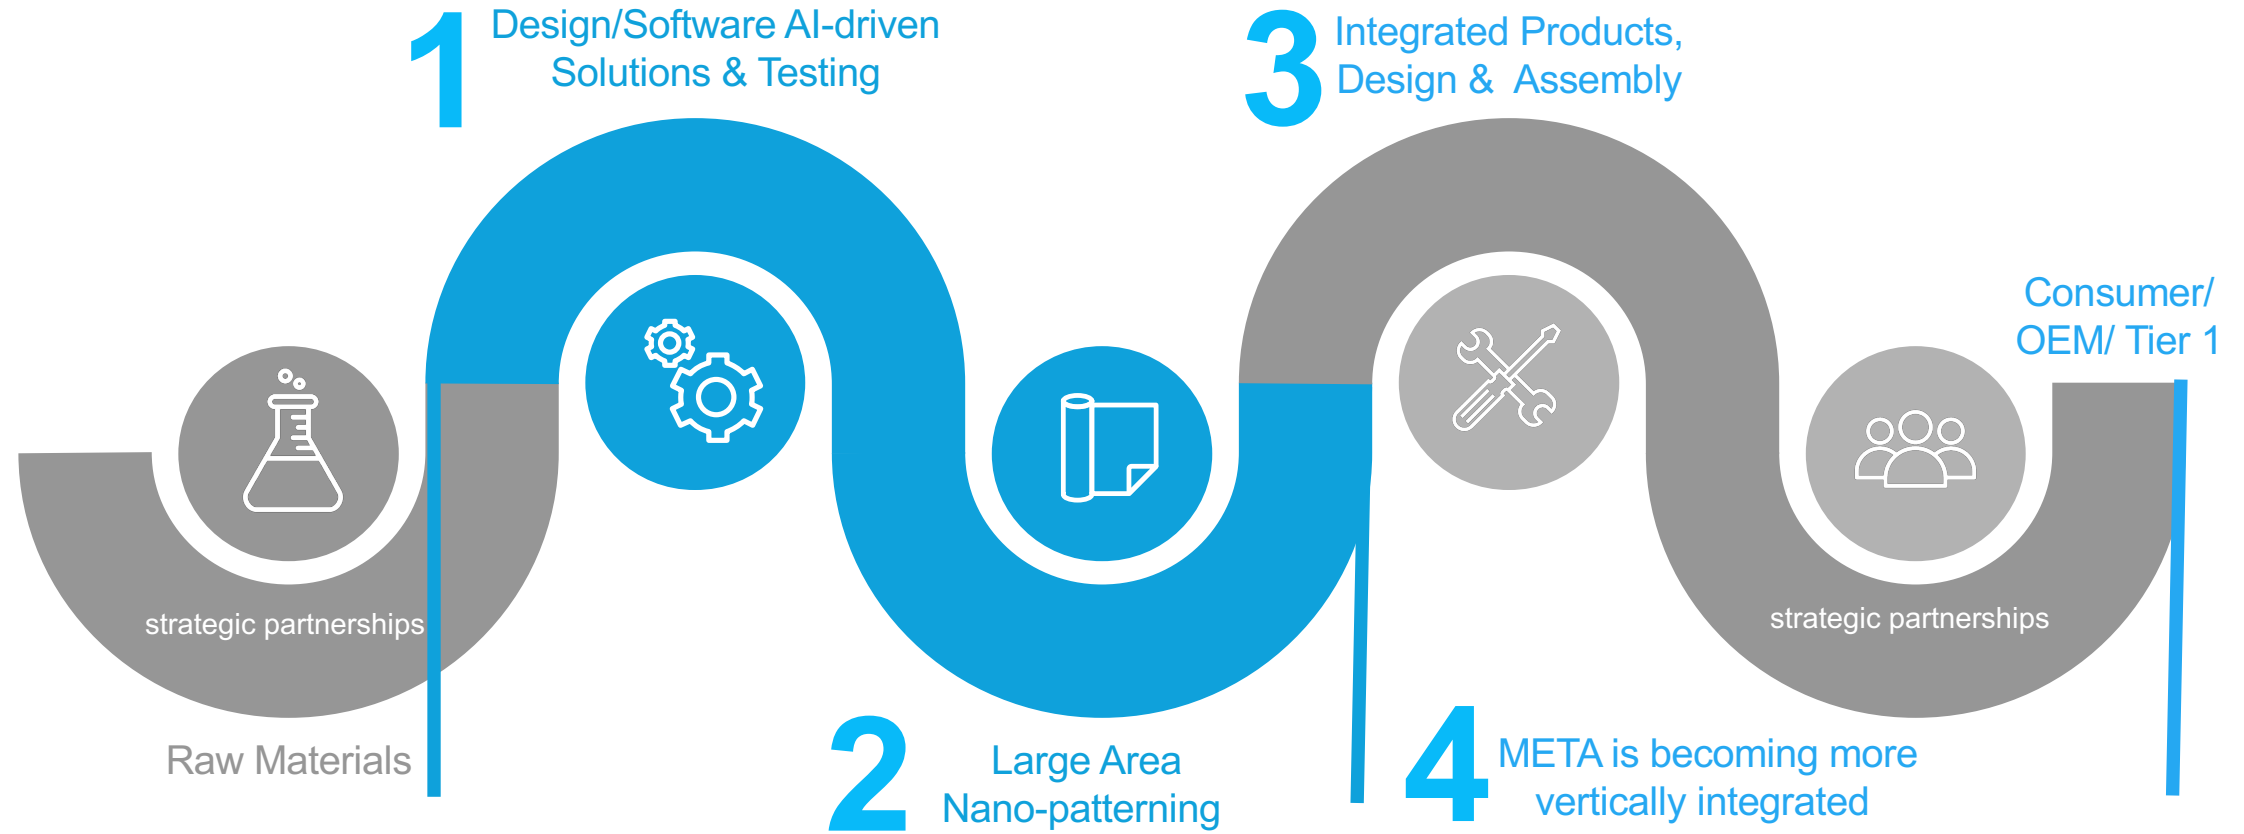 1
Design/Software AI-driven
Solutions & Testing
3
Integrated Products,
Design & Assembly
Consumer/
OEM/ Tier 1
strategic partnerships
strategic partnerships
Raw Materials
2
Large Area
Nano-patterning
4
META is becoming more
vertically integrated